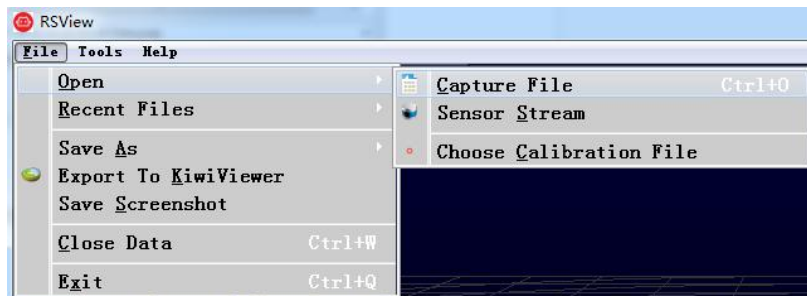 RSView
File Tools Help
Open
Recent Files
Save As
Export To KiwiViewer
Save Screenshot
Close Data Ctrl+W
Exit Ctrl+Q
Capture File Ctrl+O
Sensor Stream
Choose Calibration File